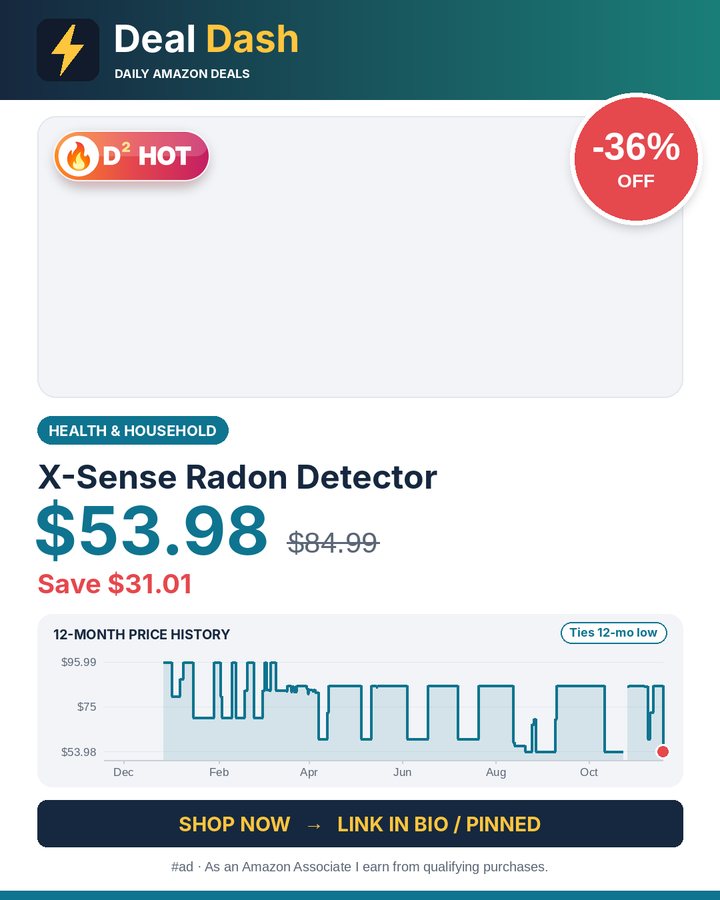 Deal Dash
DAILY AMAZON DEALS
D² HOT
-36%
OFF
HEALTH & HOUSEHOLD
X-Sense Radon Detector
$53.98 $84.99
Save $31.01
12-MONTH PRICE HISTORY
Ties 12-mo low
$95.99
$75
$53.98
Dec Feb Apr Jun Aug Oct
SHOP NOW → LINK IN BIO / PINNED
#ad · As an Amazon Associate I earn from qualifying purchases.